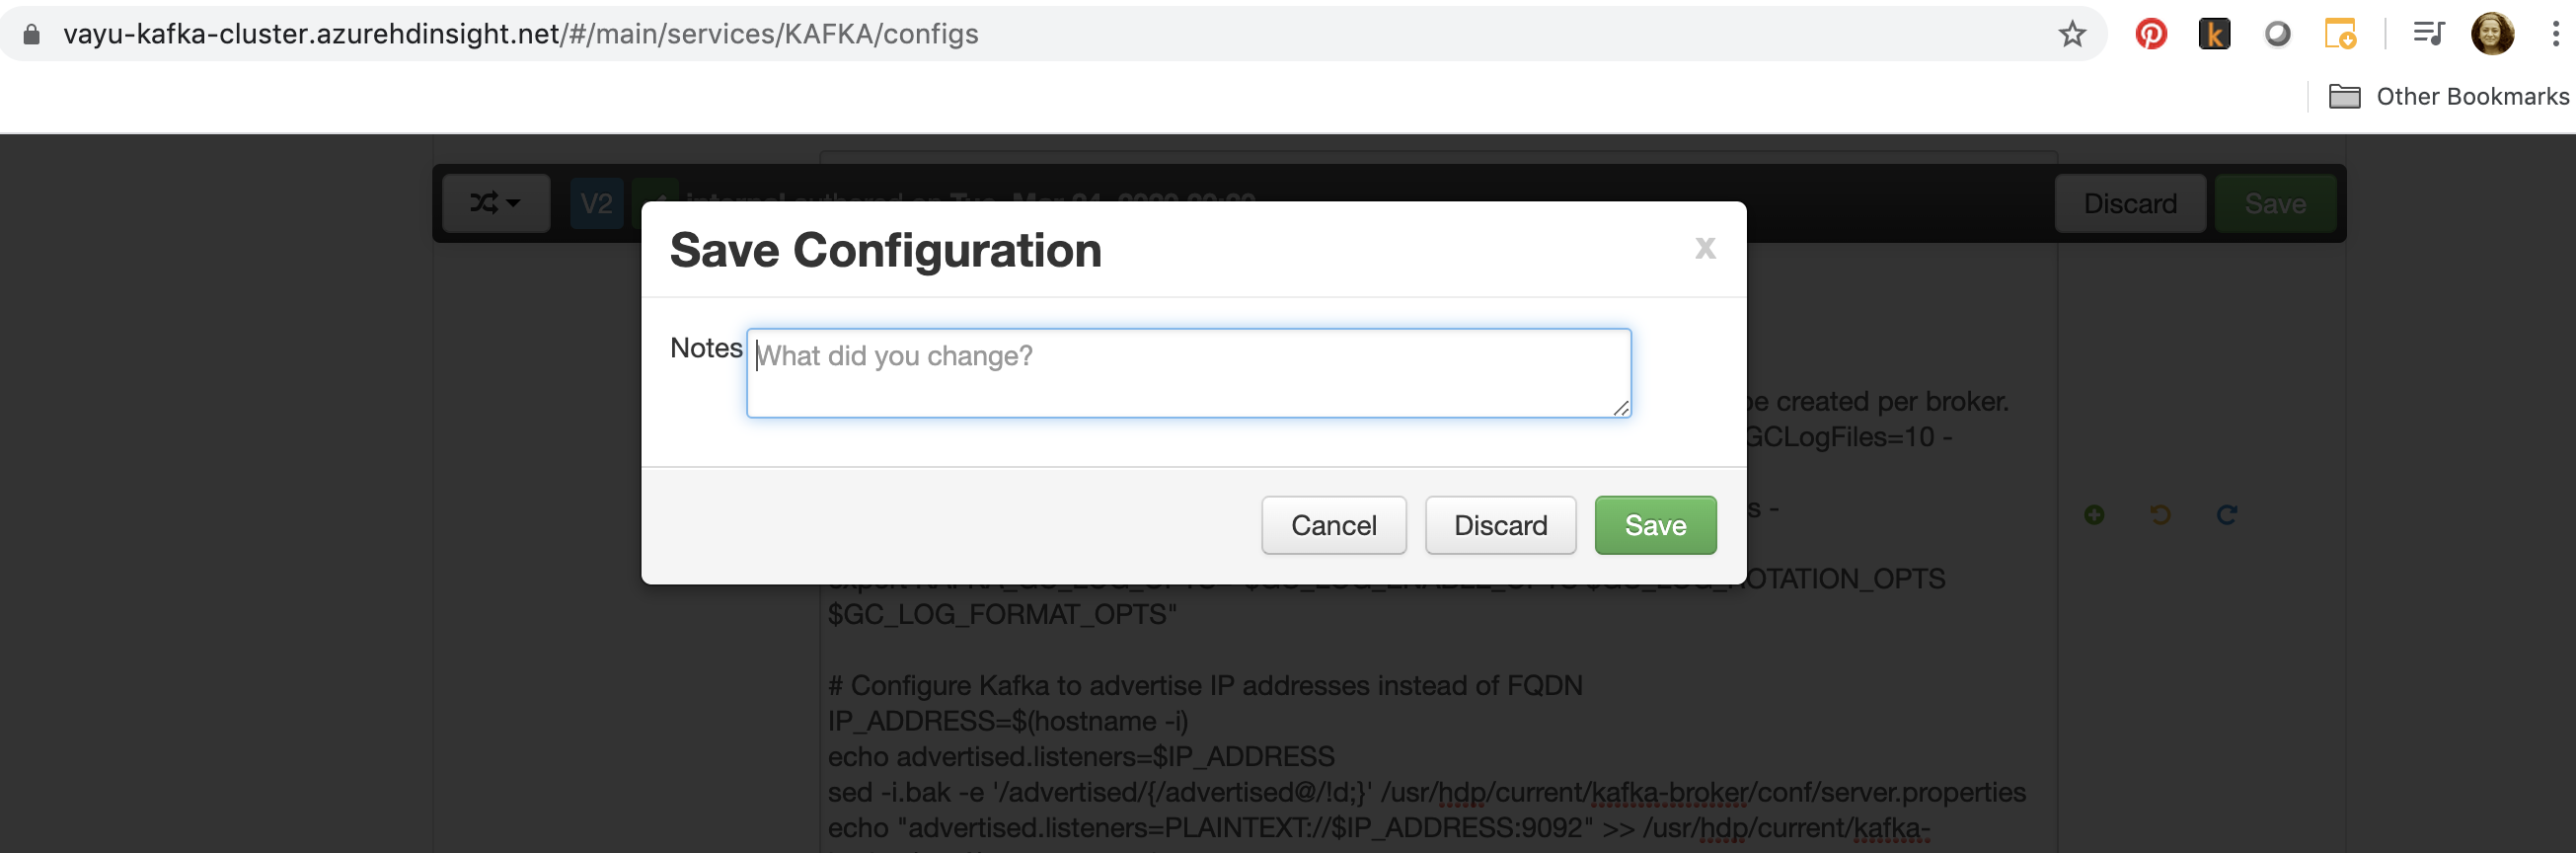 vayu-kafka-cluster.azurehdinsight.net/#/main/services/KAFKA/configs
Other Bookmarks
V2
Discard
Save
Save Configuration
x
Notes
What did you change?
be created per broker.
GCLogFiles=10 -
s -
Cancel
Discard
Save
OTATION_OPTS
$GC_LOG_FORMAT_OPTS"
# Configure Kafka to advertise IP addresses instead of FQDN
IP_ADDRESS=$(hostname -i)
echo advertised.listeners=$IP_ADDRESS
sed -i.bak -e '/advertised/{/advertised@/!d;}' /usr/hdp/current/kafka-broker/conf/server.properties
echo "advertised.listeners=PLAINTEXT://$IP_ADDRESS:9092" >> /usr/hdp/current/kafka-